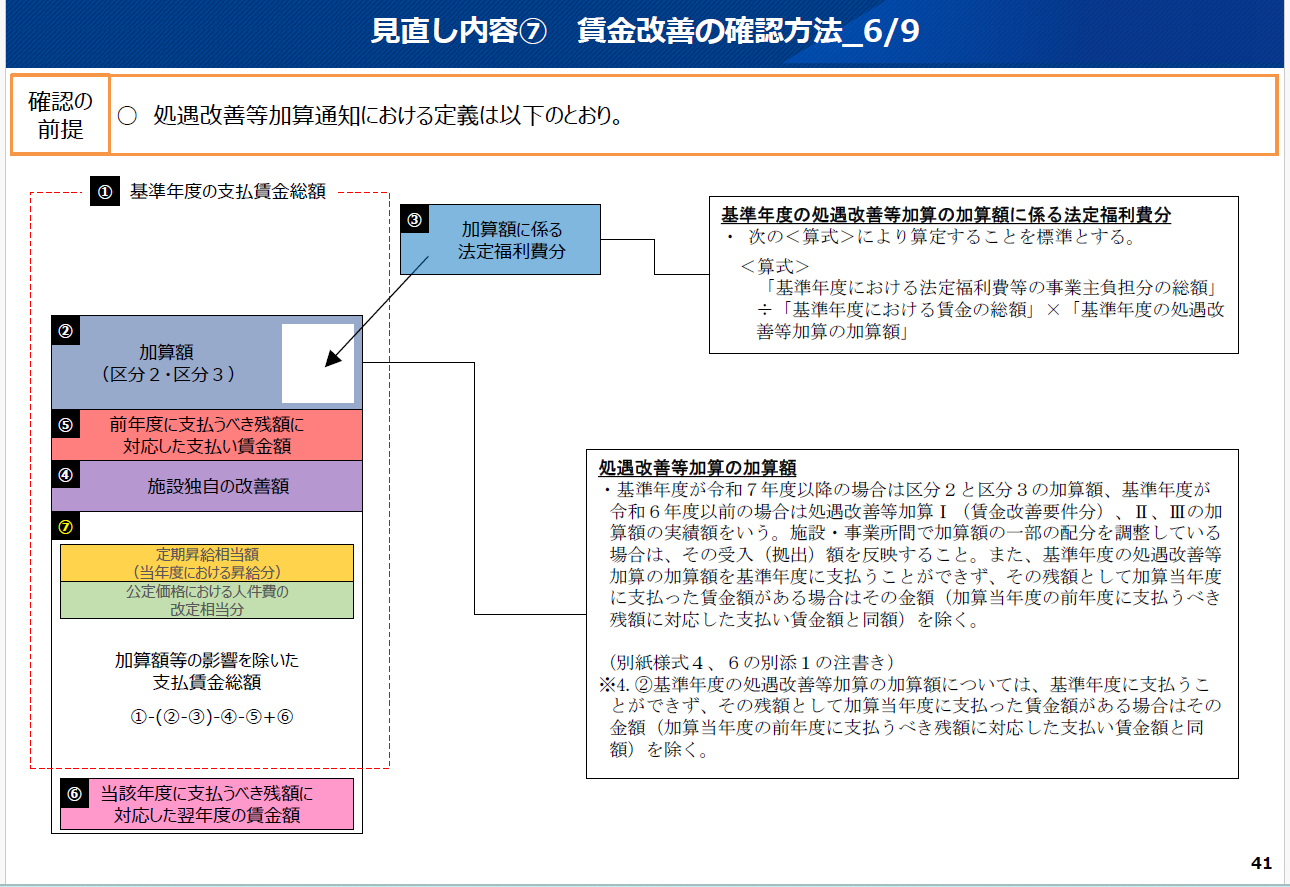 見直し内容⑦　賃金改善の確認方法_6/9
確認の
前提
○　処遇改善等加算通知における定義は以下のとおり。
① 基準年度の支払賃金総額
③
加算額に係る
法定福利費分
基準年度の処遇改善等加算の加算額に係る法定福利費分
・　次の＜算式＞により算定することを標準とする。
＜算式＞
「基準年度における法定福利費等の事業主負担分の総額」
÷「基準年度における賃金の総額」×「基準年度の処遇改
善等加算の加算額」
②
加算額
（区分２・区分３）
⑤
前年度に支払うべき残額に
対応した支払い賃金額
④
施設独自の改善額
⑦
定期昇給相当額
（当年度における昇給分）
公定価格における人件費の
改定相当分
加算額等の影響を除いた
支払賃金総額
①-(②-③)-④-⑤+⑥
⑥
当該年度に支払うべき残額に
対応した翌年度の賃金額
処遇改善等加算の加算額
・基準年度が令和７年度以降の場合は区分２と区分３の加算額、基準年度が
令和６年度以前の場合は処遇改善等加算Ⅰ（賃金改善要件分）、Ⅱ、Ⅲの加
算額の実績額をいう。施設・事業所間で加算額の一部の配分を調整している
場合は、その受入（拠出）額を反映すること。また、基準年度の処遇改善等
加算の加算額を基準年度に支払うことができず、その残額として加算当年度
に支払った賃金額がある場合はその金額（加算当年度の前年度に支払うべき
残額に対応した支払い賃金額と同額）を除く。
（別紙様式４、６の別添１の注書き）
※4. ②基準年度の処遇改善等加算の加算額については、基準年度に支払うこ
とができず、その残額として加算当年度に支払った賃金額がある場合はその
金額（加算当年度の前年度に支払うべき残額に対応した支払い賃金額と同
額）を除く。
41